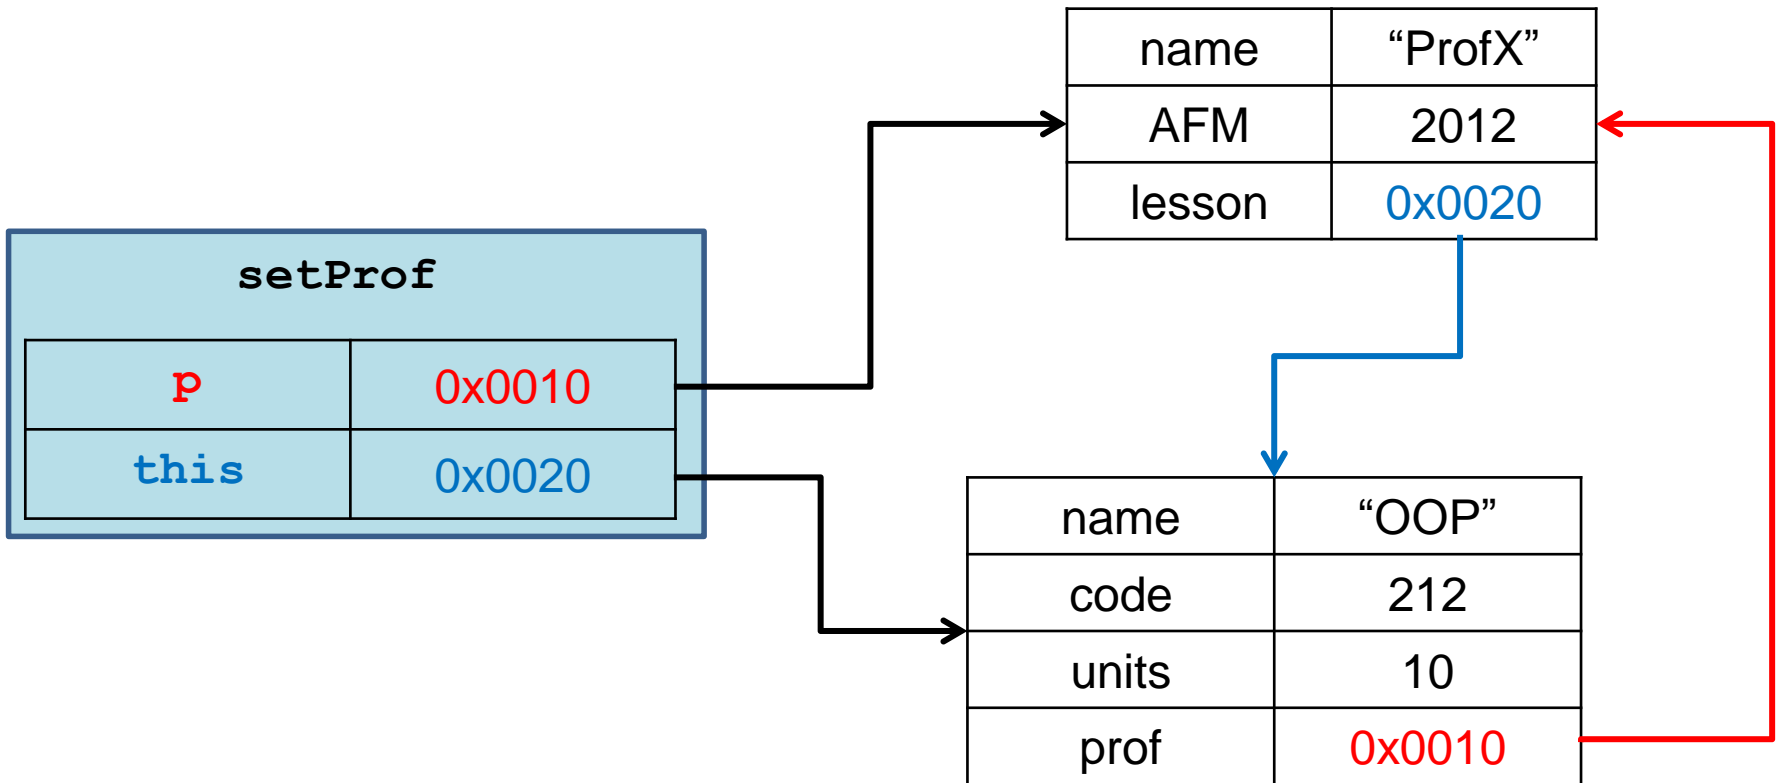 name “ProfX”
AFM 2012
lesson 0x0020
setProf
p 0x0010
this 0x0020
name “OOP”
code 212
units 10
prof 0x0010